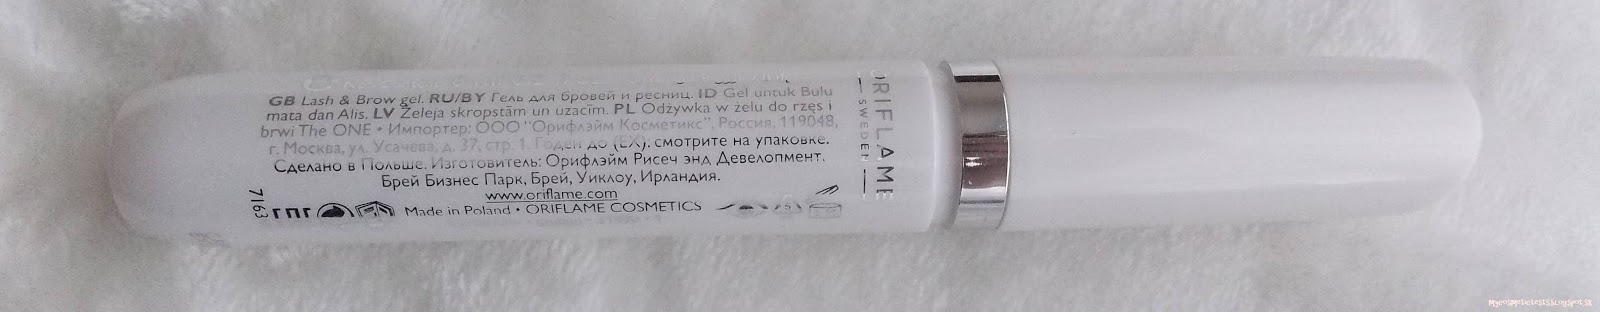 GB Lash & Brow gel. RU/BY Гель для бровей и ресниц. ID Gel untuk Bulu
mata dan Alis. LV Želeja skropstām un uzacīm. PL Odżywka w żelu do rzęs i
brwi The ONE • Импортер: ООО "Орифлэйм Косметикс", Россия, 119048,
г. Москва, ул. Усачева, д. 37, стр. 1. Годен до (EX): смотрите на упаковке.
Сделано в Польше. Изготовитель: Орифлэйм Рисеч энд Девелопмент.
Брей Бизнес Парк, Брей, Уиклоу, Ирландия.
www.oriflame.com
Made in Poland • ORIFLAME COSMETICS
7163
ORIFLAME
SWEDEN
mycosmetictests.blogspot.sk